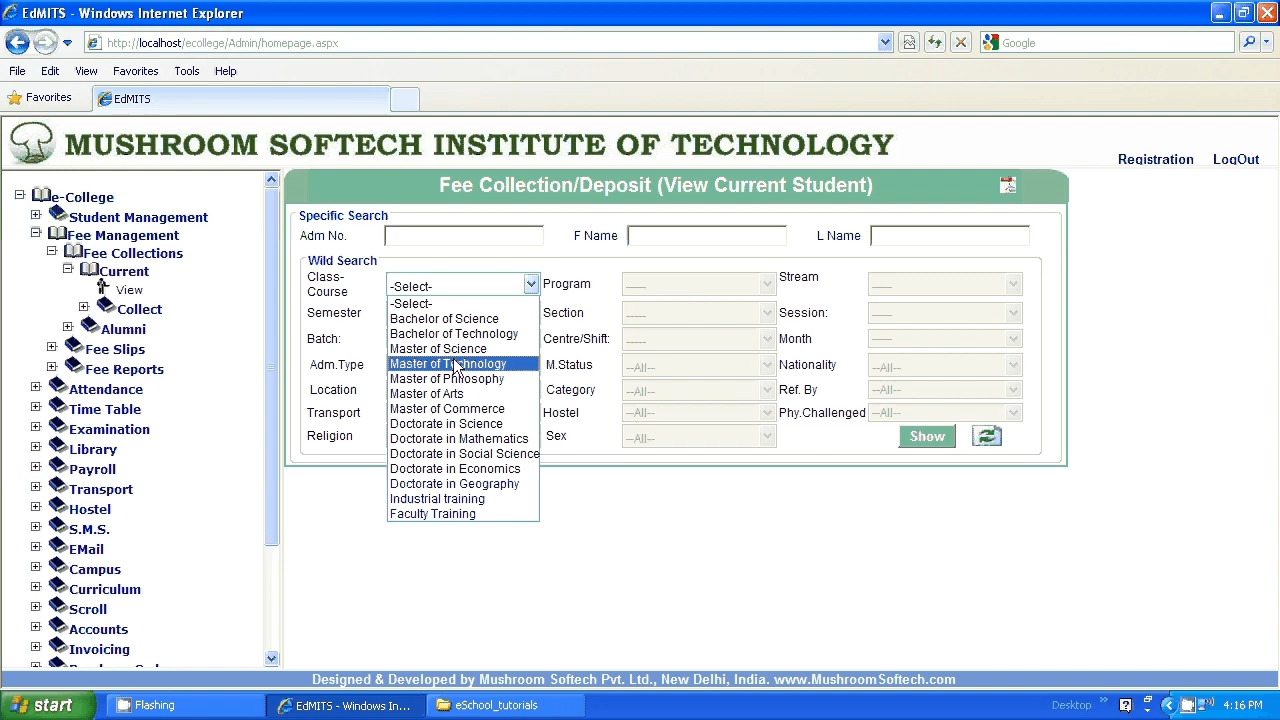 EdMITS - Windows Internet Explorer
http://localhost/ecollege/Admin/homepage.aspx
Google
File Edit View Favorites Tools Help
Favorites EdMITS
MUSHROOM SOFTECH INSTITUTE OF TECHNOLOGY
Registration LogOut
e-College
Student Management
Fee Management
Fee Collections
Current
View
Collect
Alumni
Fee Slips
Fee Reports
Attendance
Time Table
Examination
Library
Payroll
Transport
Hostel
S.M.S.
EMail
Campus
Curriculum
Scroll
Accounts
Invoicing
Fee Collection/Deposit (View Current Student)
Specific Search
Adm No. F Name L Name
Wild Search
Class-Course -Select- Program ----- Stream -----
Semester Section ----- Session: -----
Batch: Centre/Shift: ----- Month -----
Adm.Type M.Status --All-- Nationality --All--
Location Category --All-- Ref. By --All--
Transport Hostel --All-- Phy.Challenged --All--
Religion Sex --All-- Show
-Select-
Bachelor of Science
Bachelor of Technology
Master of Science
Master of Technology
Master of Philosophy
Master of Arts
Master of Commerce
Doctorate in Science
Doctorate in Mathematics
Doctorate in Social Science
Doctorate in Economics
Doctorate in Geography
Industrial training
Faculty Training
Designed & Developed by Mushroom Softech Pvt. Ltd., New Delhi, India. www.MushroomSoftech.com
start Flashing EdMITS - Windows In... eSchool_tutorials Desktop 4:16 PM